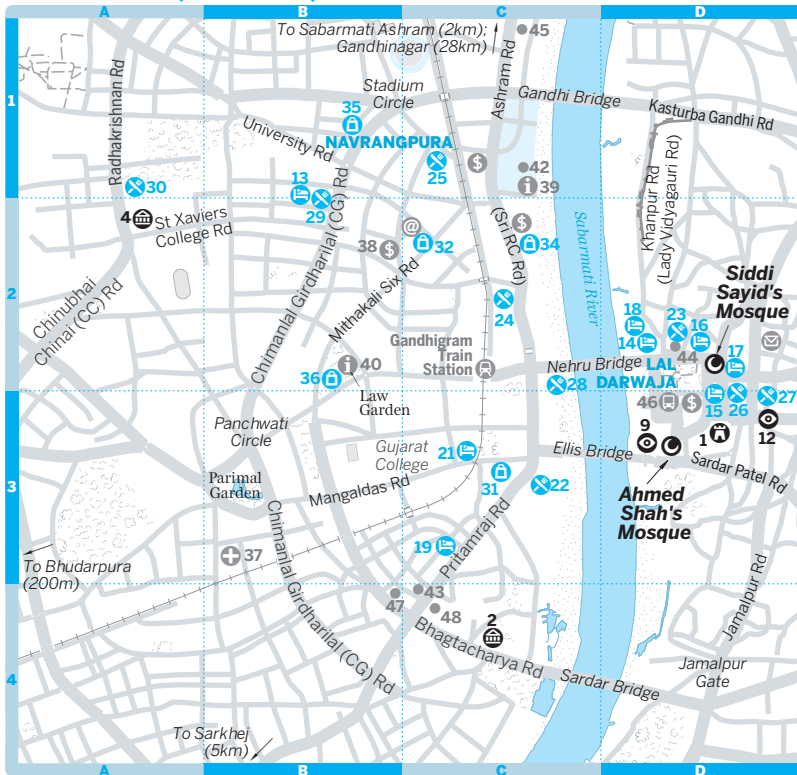 A
B
C
D
To Sabarmati Ashram (2km);
Gandhinagar (28km)
45
Ashram Rd
Stadium
Circle
Gandhi Bridge
Kasturba Gandhi Rd
1
1
Radhakrishnan Rd
35
University Rd
NAVRANGPURA
25
$
42
39
30
13
29
4
St Xaviers
College Rd
@
38
$
32
$
34
(Sri RC) Rd
Khanpur Rd
(Lady Vidyagauri Rd)
Sabarmati River
Chimanlal Girdharilal (CG) Rd
Mithakali Six Rd
2
2
Chinubhai
Chinai (CC) Rd
24
Siddi
Sayid's
Mosque
18
23
16
14
44
17
Gandhigram
Train
Station
Nehru Bridge
LAL
DARWAJA
40
36
Law
Garden
28
46
$
15
26
27
Panchwati
Circle
Gujarat
College
21
9
1
12
Ellis Bridge
Sardar Patel Rd
3
3
Parimal
Garden
Mangaldas Rd
31
22
Ahmed
Shah's
Mosque
Pritamraj Rd
19
37
To Bhudarpura
(200m)
Chimanlal Girdharilal (CG) Rd
47
43
48
2
Bhagtacharya Rd
Sardar Bridge
Jamalpur Rd
Jamalpur
Gate
4
4
To Sarkhej
(5km)
A
B
C
D